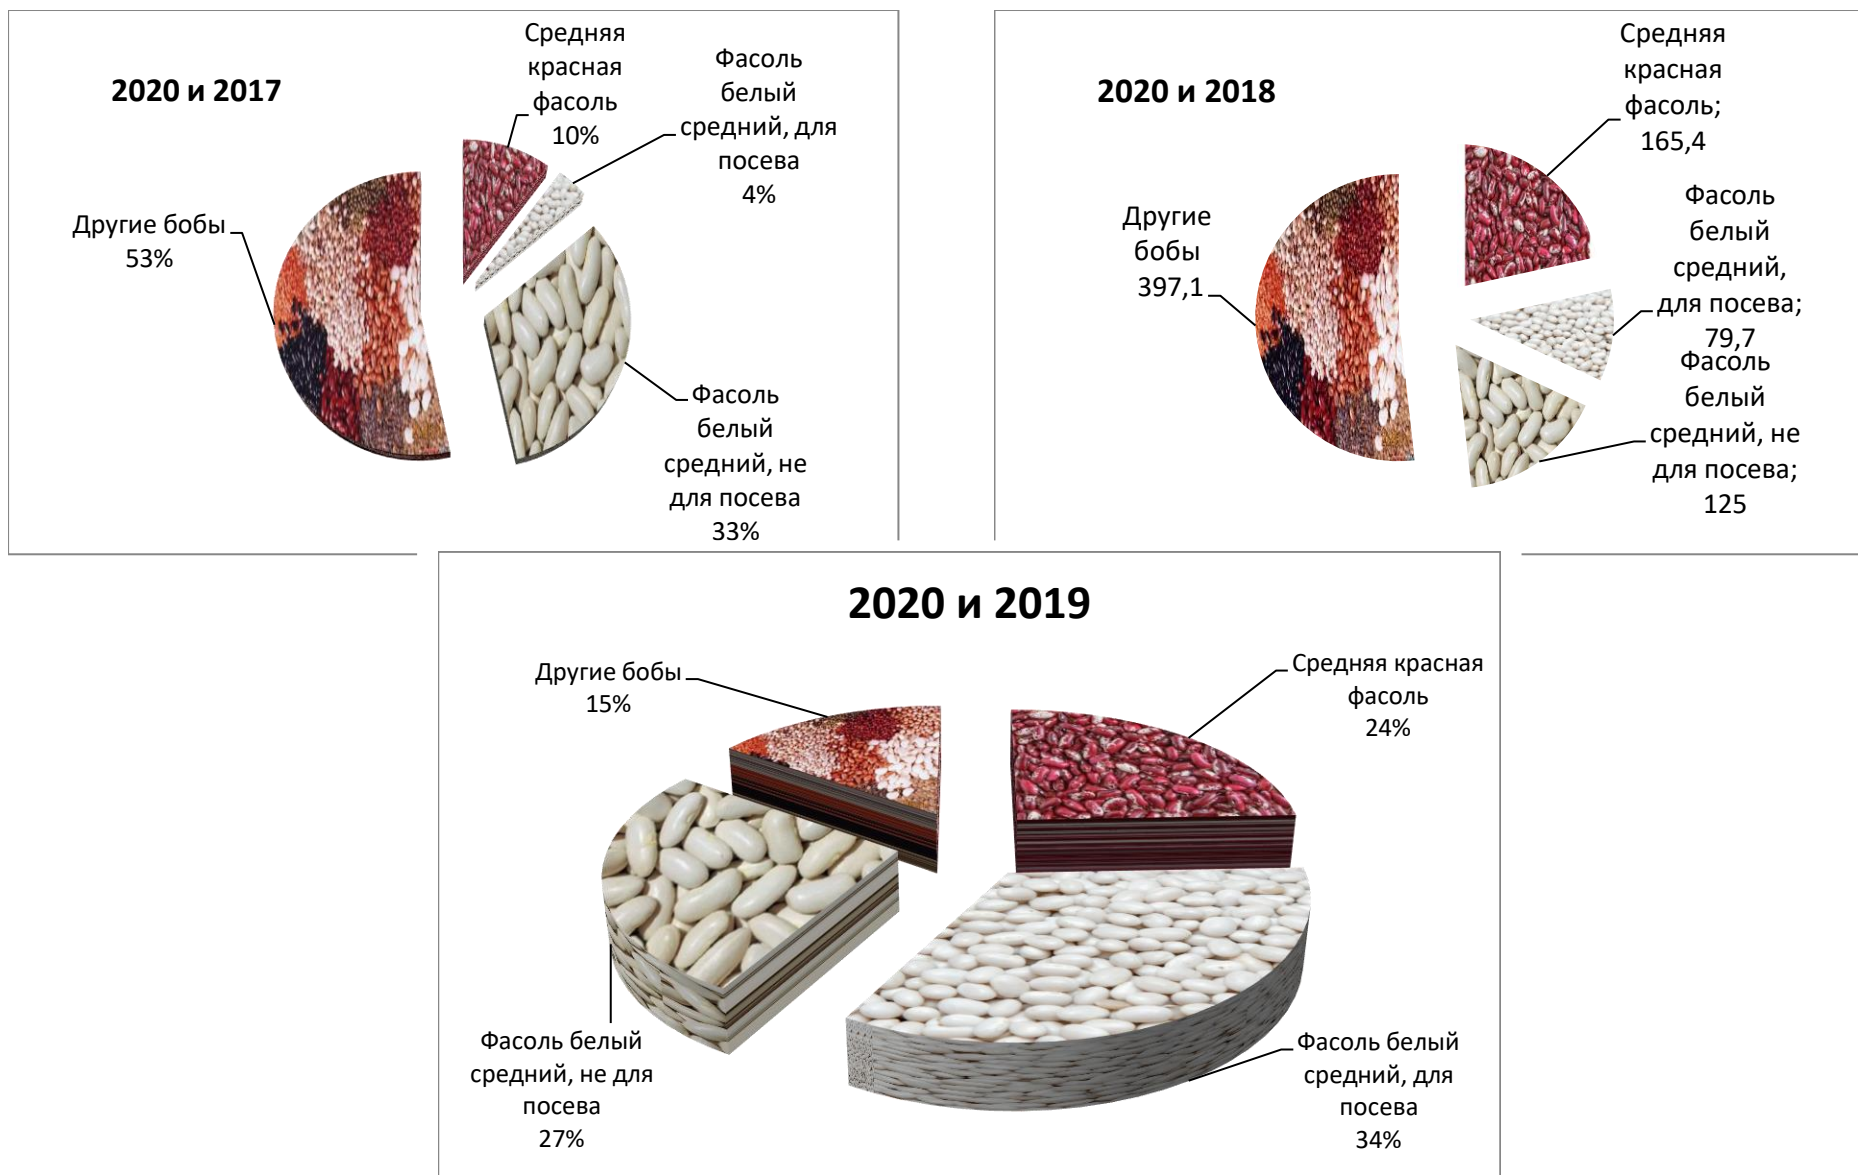 2020 и 2017
Средняя
красная
фасоль
10%
Фасоль
белый
средний, для
посева
4%
Другие бобы
53%
Фасоль
белый
средний, не
для посева
33%
2020 и 2018
Средняя
красная
фасоль;
165,4
Фасоль
белый
средний,
для посева;
79,7
Другие
бобы
397,1
Фасоль
белый
средний, не
для посева;
125
2020 и 2019
Другие бобы
15%
Средняя красная
фасоль
24%
Фасоль белый
средний, не для
посева
27%
Фасоль белый
средний, для
посева
34%